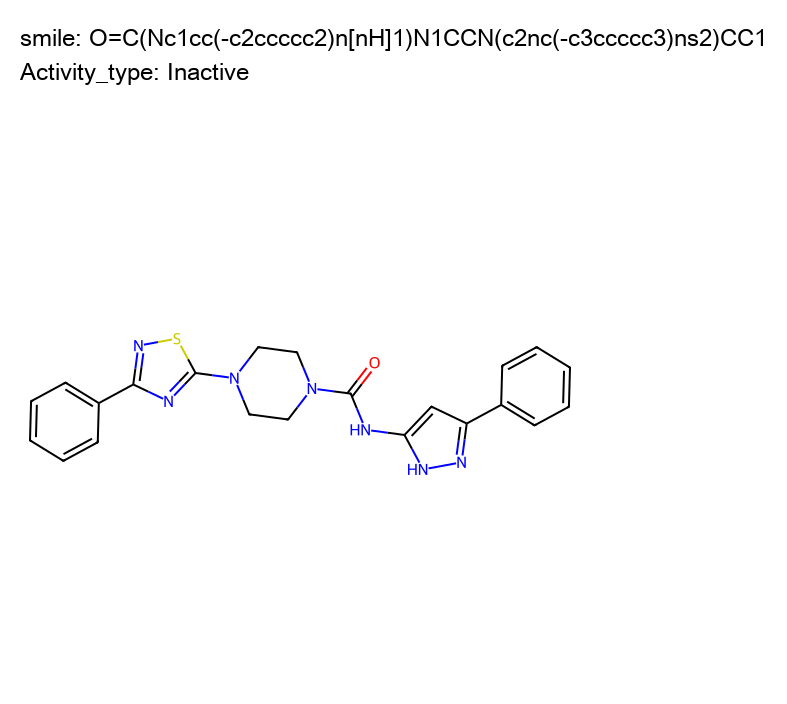 smile: O=C(Nc1cc(-c2ccccc2)n[nH]1)N1CCN(c2nc(-c3ccccc3)ns2)CC1
Activity_type: Inactive
S
N
O
N
N
N
HN
HN
N